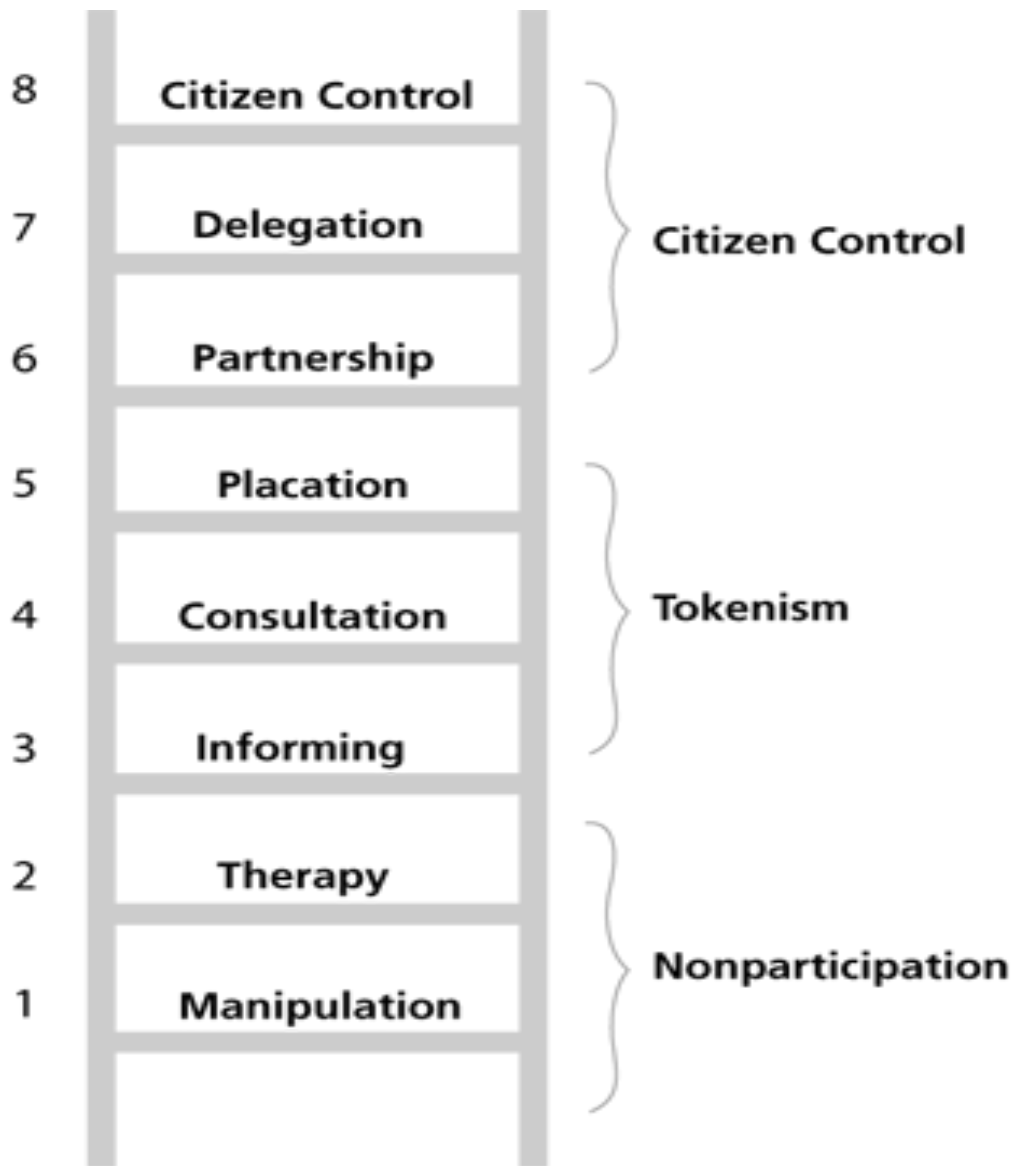 8 Citizen Control
7 Delegation
Citizen Control
6 Partnership
5 Placation
4 Consultation
Tokenism
3 Informing
2 Therapy
Nonparticipation
1 Manipulation